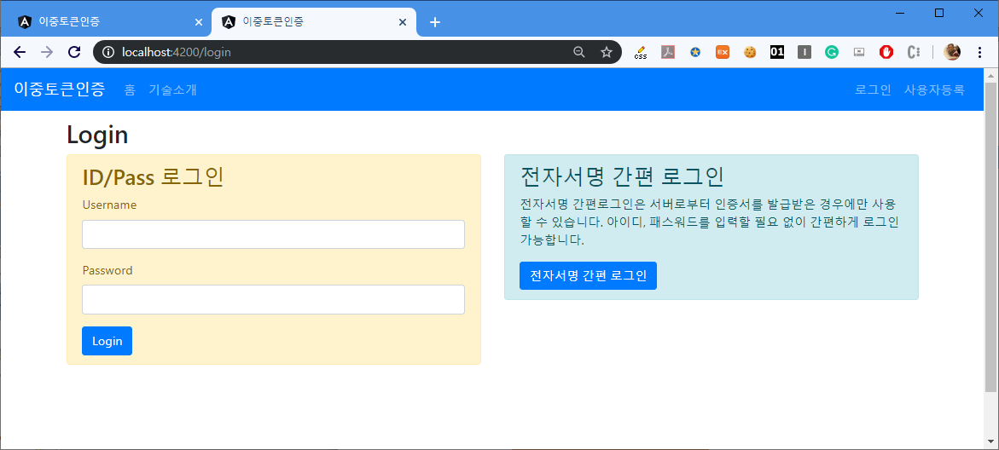 이중토큰인증
이중토큰인증
localhost:4200/login
css
EX
01
이중토큰인증 홈 기술소개 로그인 사용자등록
Login
ID/Pass 로그인
Username
Password
Login
전자서명 간편 로그인
전자서명 간편로그인은 서버로부터 인증서를 발급받은 경우에만 사용
할 수 있습니다. 아이디, 패스워드를 입력할 필요 없이 간편하게 로그인
가능합니다.
전자서명 간편 로그인